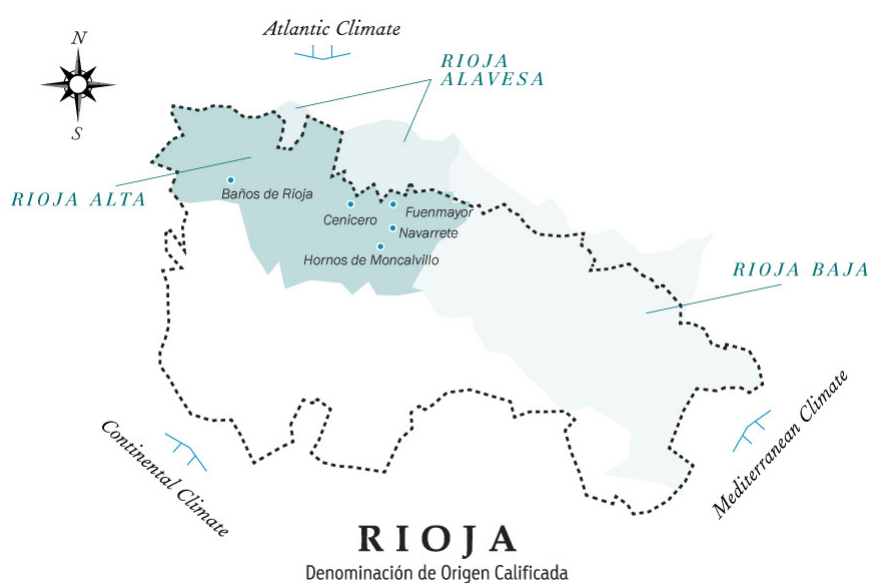 Atlantic Climate
N
S
RIOJA
ALAVESA
RIOJA ALTA
Baños de Rioja
Cenicero
Fuenmayor
Navarrete
Hornos de Moncalvillo
RIOJA BAJA
Continental Climate
Mediterranean Climate
RIOJA
Denominación de Origen Calificada